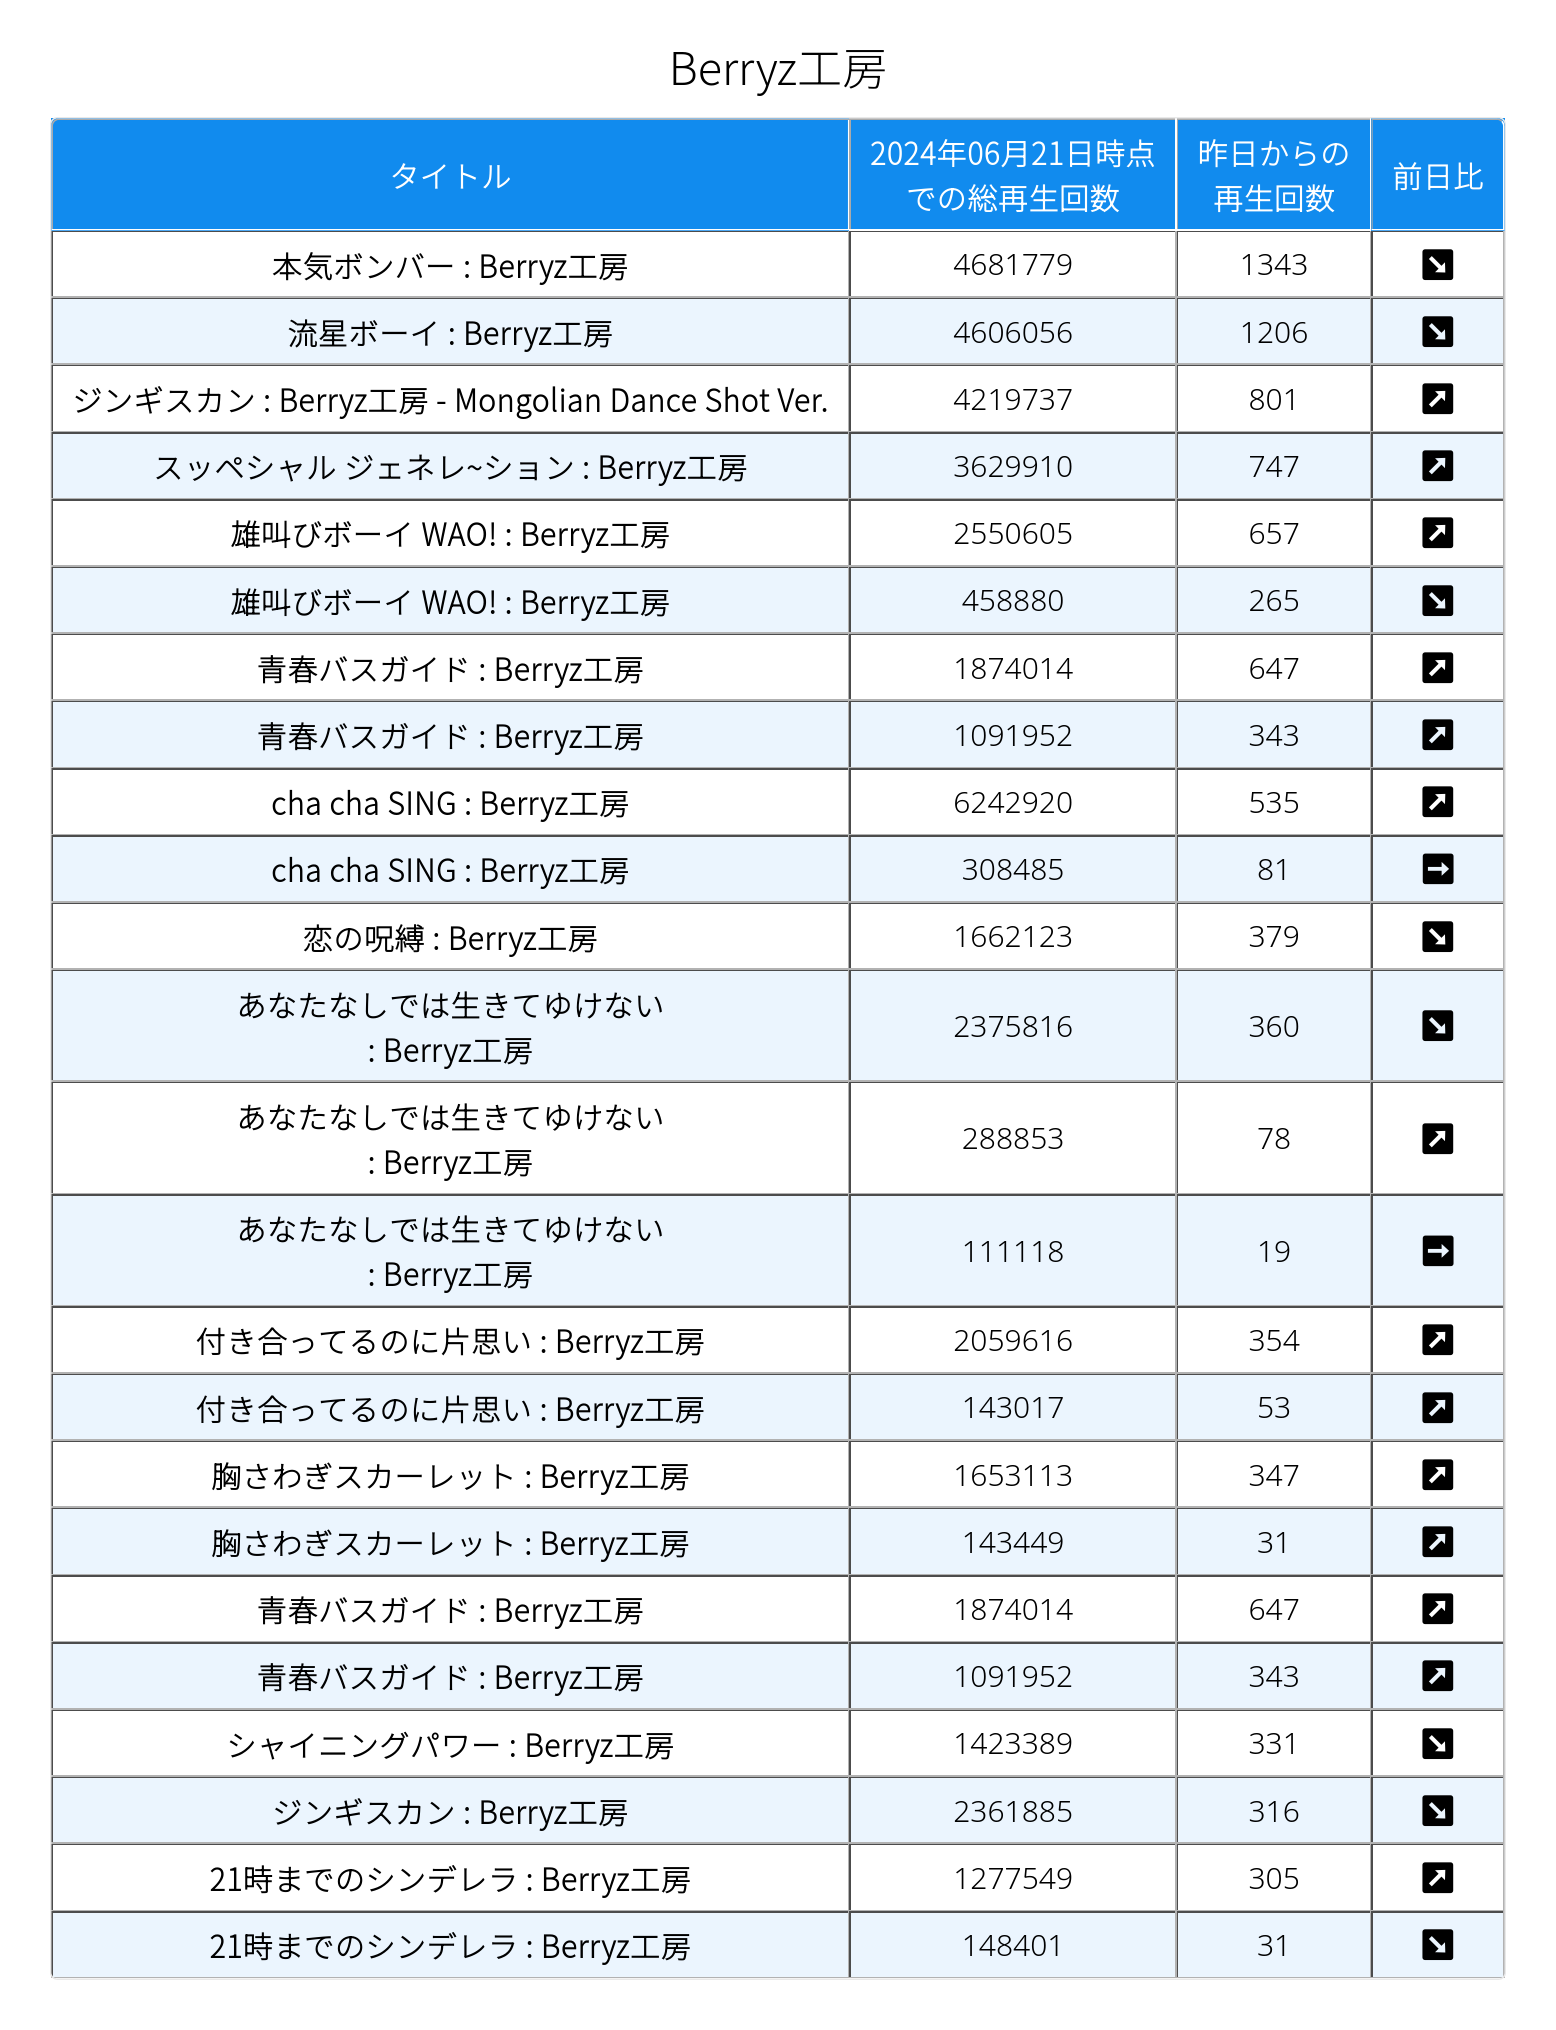 Berryz工房
タイトル
2024年06月21日時点
での総再生回数
昨日からの
再生回数
前日比
本気ボンバー : Berryz工房 4681779 1343
流星ボーイ : Berryz工房 4606056 1206
ジンギスカン : Berryz工房 - Mongolian Dance Shot Ver. 4219737 801
スッペシャル ジェネレ~ション : Berryz工房 3629910 747
雄叫びボーイ WAO! : Berryz工房 2550605 657
雄叫びボーイ WAO! : Berryz工房 458880 265
青春バスガイド : Berryz工房 1874014 647
青春バスガイド : Berryz工房 1091952 343
cha cha SING : Berryz工房 6242920 535
cha cha SING : Berryz工房 308485 81
恋の呪縛 : Berryz工房 1662123 379
あなたなしでは生きてゆけない
: Berryz工房 2375816 360
あなたなしでは生きてゆけない
: Berryz工房 288853 78
あなたなしでは生きてゆけない
: Berryz工房 111118 19
付き合ってるのに片思い : Berryz工房 2059616 354
付き合ってるのに片思い : Berryz工房 143017 53
胸さわぎスカーレット : Berryz工房 1653113 347
胸さわぎスカーレット : Berryz工房 143449 31
青春バスガイド : Berryz工房 1874014 647
青春バスガイド : Berryz工房 1091952 343
シャイニングパワー : Berryz工房 1423389 331
ジンギスカン : Berryz工房 2361885 316
21時までのシンデレラ : Berryz工房 1277549 305
21時までのシンデレラ : Berryz工房 148401 31